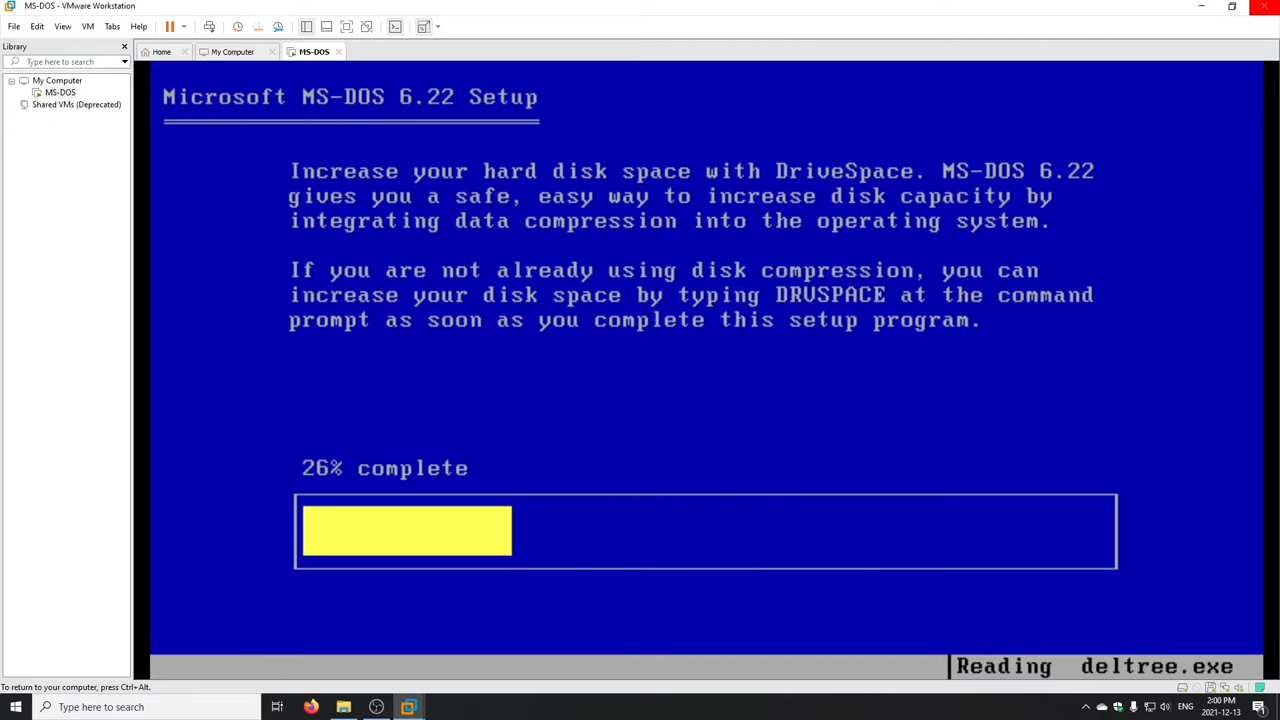 MS-DOS - VMware Workstation
File Edit View VM Tabs Help
Library
Type here to search
My Computer
MS-DOS
Shared VMs (Deprecated)
Home My Computer MS-DOS
Microsoft MS-DOS 6.22 Setup
Increase your hard disk space with DriveSpace. MS-DOS 6.22
gives you a safe, easy way to increase disk capacity by
integrating data compression into the operating system.
If you are not already using disk compression, you can
increase your disk space by typing DRVSPACE at the command
prompt as soon as you complete this setup program.
26% complete
Reading deltree.exe
To return to your computer, press Ctrl+Alt.
Type here to search
ENG
2:00 PM
2021-12-13
1